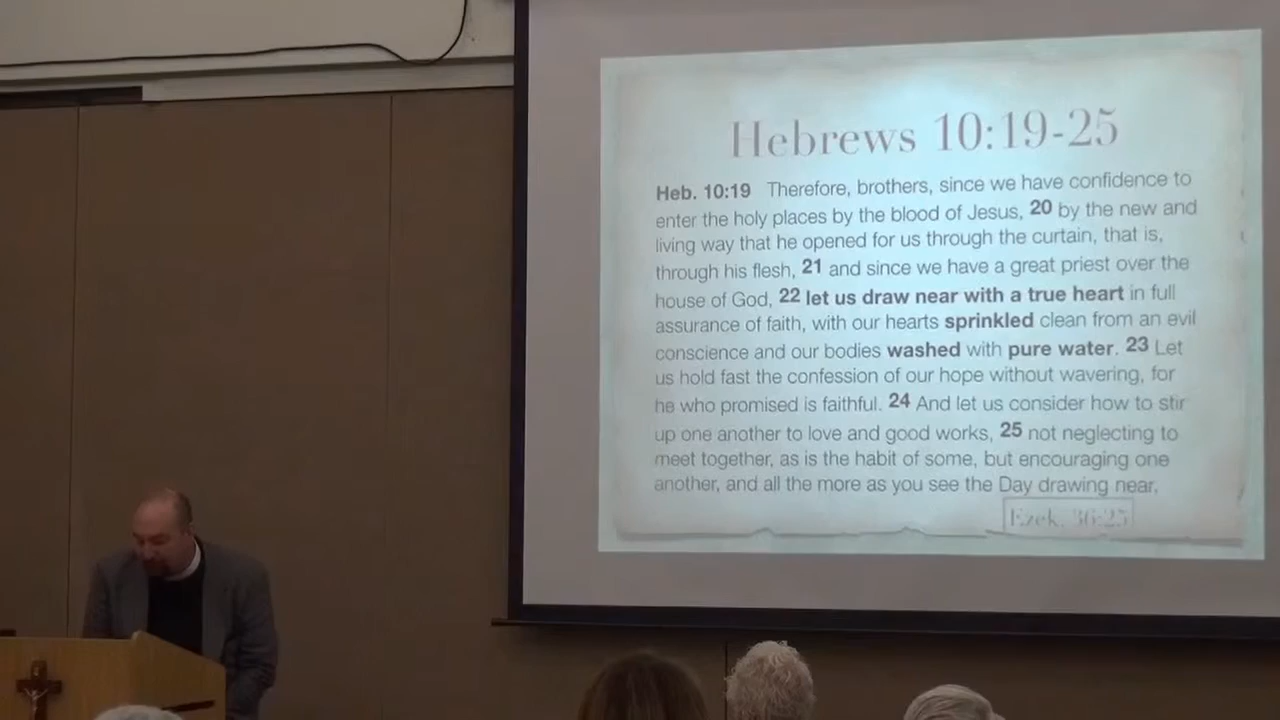 Hebrews 10:19-25
Heb. 10:19 Therefore, brothers, since we have confidence to
enter the holy places by the blood of Jesus, 20 by the new and
living way that he opened for us through the curtain, that is,
through his flesh, 21 and since we have a great priest over the
house of God, 22 let us draw near with a true heart in full
assurance of faith, with our hearts sprinkled clean from an evil
conscience and our bodies washed with pure water. 23 Let
us hold fast the confession of our hope without wavering, for
he who promised is faithful. 24 And let us consider how to stir
up one another to love and good works, 25 not neglecting to
meet together, as is the habit of some, but encouraging one
another, and all the more as you see the Day drawing near.
Ezek. 36:25